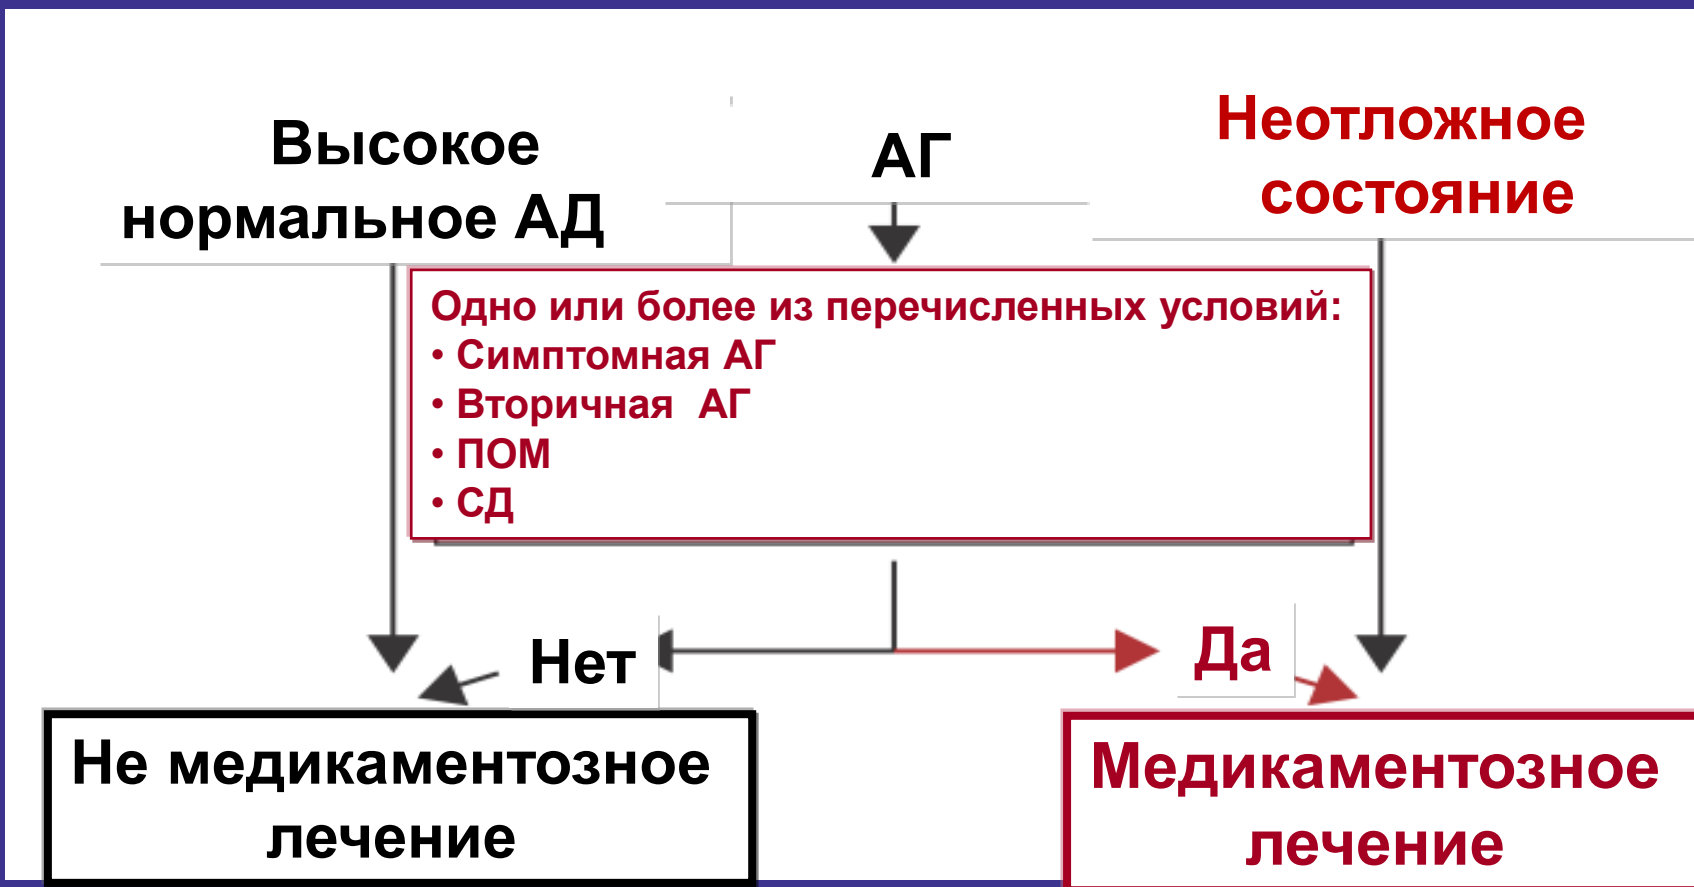 Высокое
нормальное АД
АГ
Неотложное
состояние
Одно или более из перечисленных условий:
• Симптомная АГ
• Вторичная АГ
• ПОМ
• СД
Нет
Да
Не медикаментозное
лечение
Медикаментозное
лечение